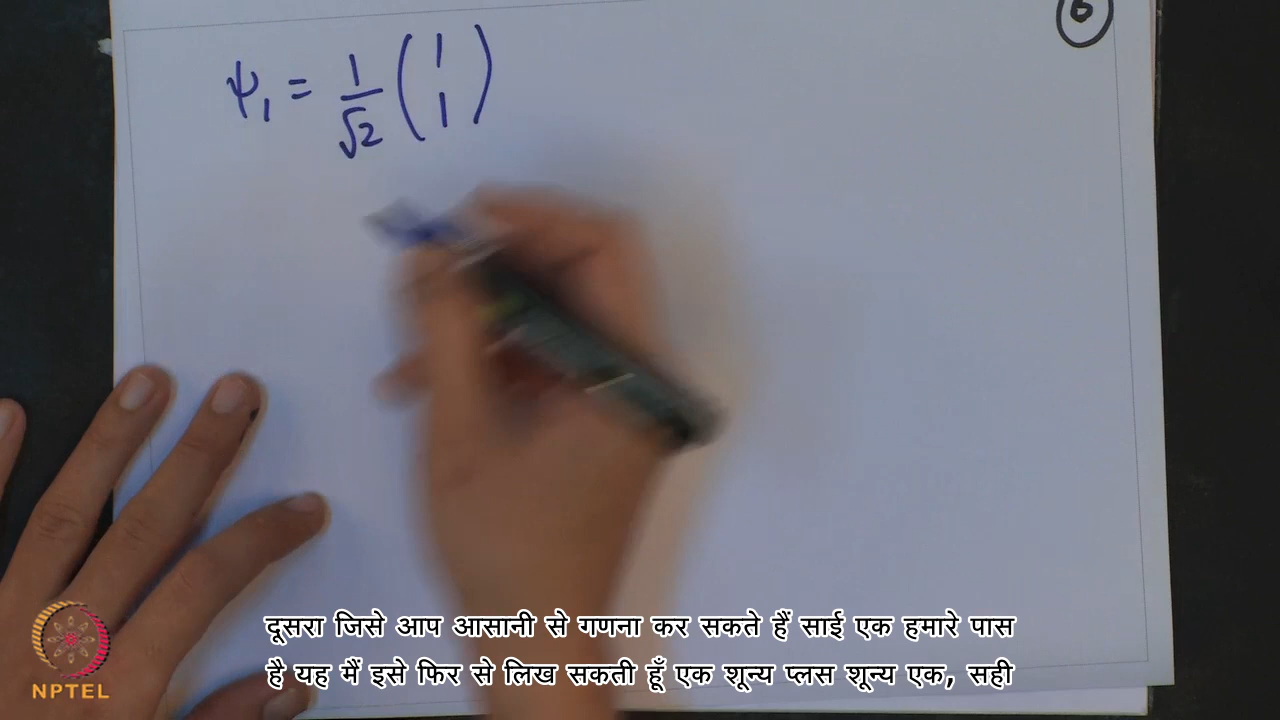 6
ψ₁ = 1/√2 (1 1)
दूसरा जिसे आप आसानी से गणना कर सकते हैं साई एक हमारे पास
है यह मैं इसे फिर से लिख सकती हूँ एक शून्य प्लस शून्य एक, सही
NPTEL